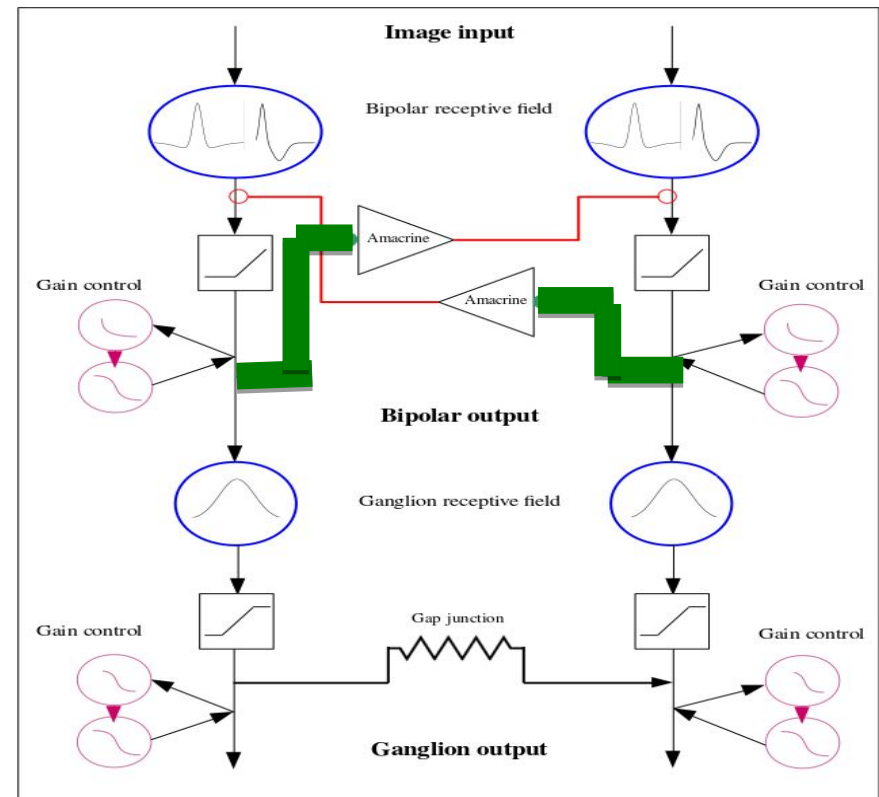 Image input
Bipolar receptive field
Amacrine
Gain control
Amacrine
Gain control
Bipolar output
Ganglion receptive field
Gap junction
Gain control
Gain control
Ganglion output